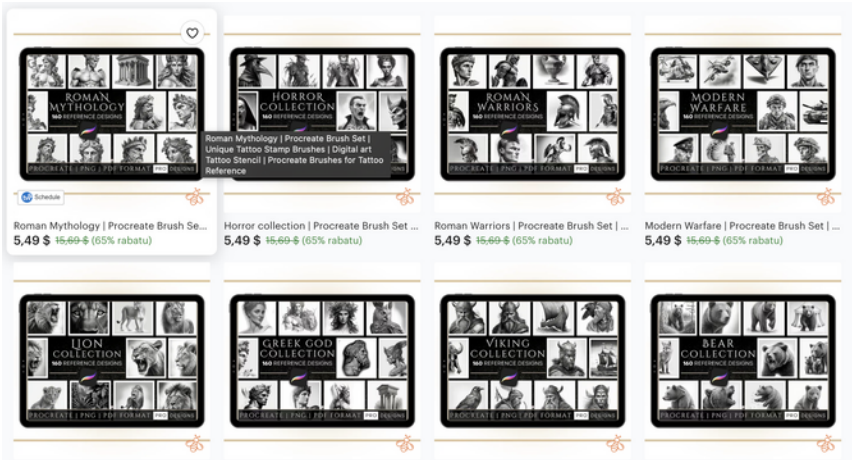 ROMAN
MYTHOLOGY
160 REFERENCE DESIGNS
PROCREATE | PNG | PDF FORMAT PRO DESIGNS
HORROR
COLLECTION
160 REFERENCE DESIGNS
PROCREATE | PNG | PDF FORMAT PRO DESIGNS
ROMAN
WARRIORS
160 REFERENCE DESIGNS
PROCREATE | PNG | PDF FORMAT PRO DESIGNS
MODERN
WARFARE
160 REFERENCE DESIGNS
PROCREATE | PNG | PDF FORMAT PRO DESIGNS
Roman Mythology | Procreate Brush Set |
Unique Tattoo Stamp Brushes | Digital art
Tattoo Stencil | Procreate Brushes for Tattoo
Reference
Schedule
Roman Mythology | Procreate Brush Se...
5,49 $ 15,69 $ (65% rabatu)
Horror collection | Procreate Brush Set ...
5,49 $ 15,69 $ (65% rabatu)
Roman Warriors | Procreate Brush Set | ...
5,49 $ 15,69 $ (65% rabatu)
Modern Warfare | Procreate Brush Set | ...
5,49 $ 15,69 $ (65% rabatu)
LION
COLLECTION
160 REFERENCE DESIGNS
PROCREATE | PNG | PDF FORMAT PRO DESIGNS
GREEK GOD
COLLECTION
160 REFERENCE DESIGNS
PROCREATE | PNG | PDF FORMAT PRO DESIGNS
VIKING
COLLECTION
160 REFERENCE DESIGNS
PROCREATE | PNG | PDF FORMAT PRO DESIGNS
BEAR
COLLECTION
160 REFERENCE DESIGNS
PROCREATE | PNG | PDF FORMAT PRO DESIGNS